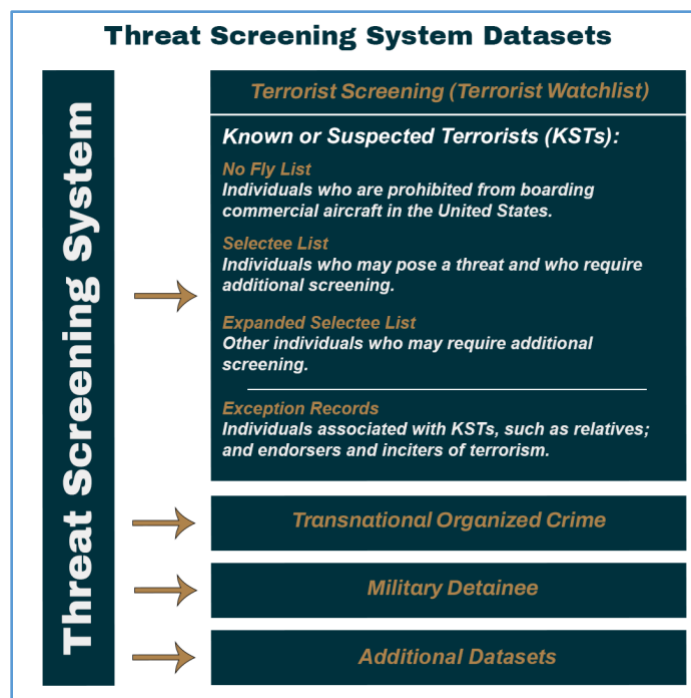 Threat Screening System Datasets
Threat Screening System
Terrorist Screening (Terrorist Watchlist)
Known or Suspected Terrorists (KSTs):
No Fly List
Individuals who are prohibited from boarding
commercial aircraft in the United States.
Selectee List
Individuals who may pose a threat and who require
additional screening.
Expanded Selectee List
Other individuals who may require additional
screening.
Exception Records
Individuals associated with KSTs, such as relatives;
and endorsers and inciters of terrorism.
Transnational Organized Crime
Military Detainee
Additional Datasets